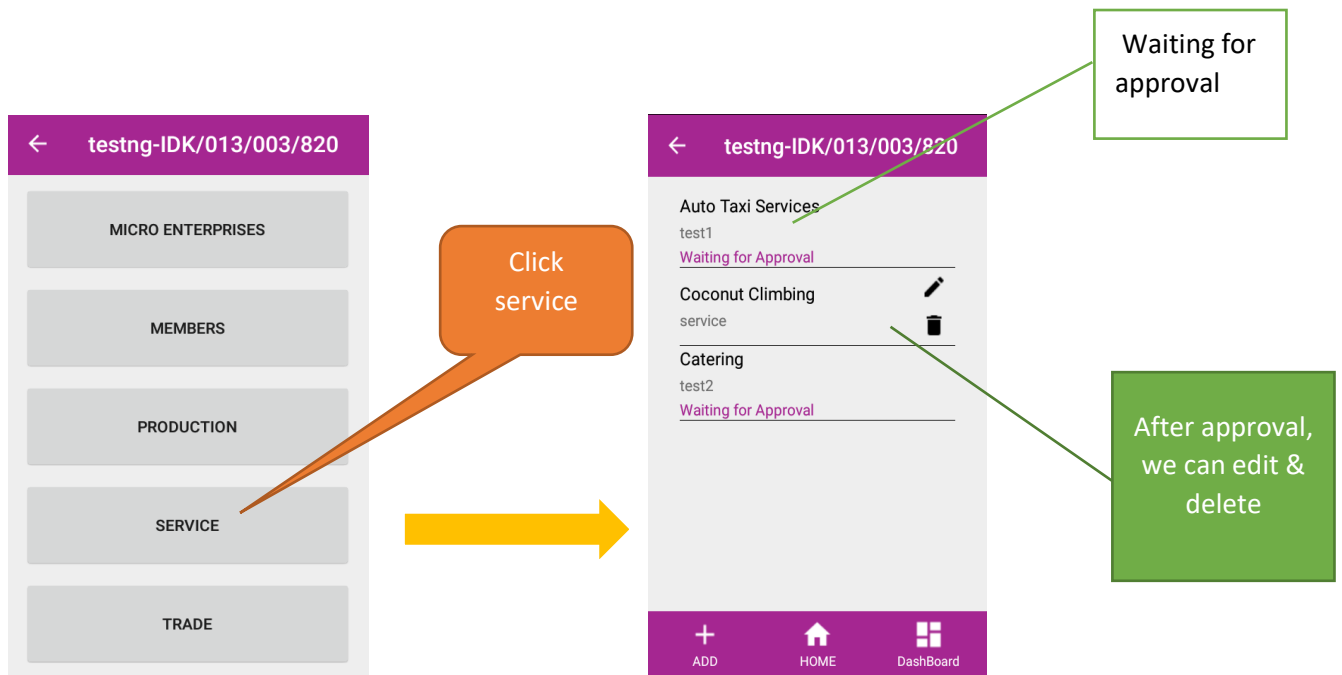 Waiting for
approval
testng-IDK/013/003/820
MICRO ENTERPRISES
MEMBERS
PRODUCTION
SERVICE
TRADE
Click
service
testng-IDK/013/003/820
Auto Taxi Services
test1
Waiting for Approval
Coconut Climbing
service
Catering
test2
Waiting for Approval
ADD
HOME
DashBoard
After approval,
we can edit &
delete